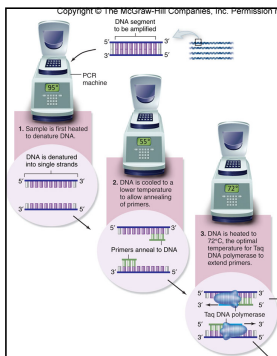 Copyright © The McGraw-Hill Companies, Inc. Permission
DNA segment
to be amplified
5' 3'
3' 5'
PCR
machine
95°
1. Sample is first heated
to denature DNA.
DNA is denatured
into single strands
5' 3'
3' 5'
55°
2. DNA is cooled to a
lower temperature
to allow annealing
of primers.
5' 3'
Primers anneal to DNA
3' 5'
72°
3. DNA is heated to
72°C, the optimal
temperature for Taq
DNA polymerase to
extend primers.
5' 3'
3' 5'
Taq DNA polymerase
5' 3'
3' 5'